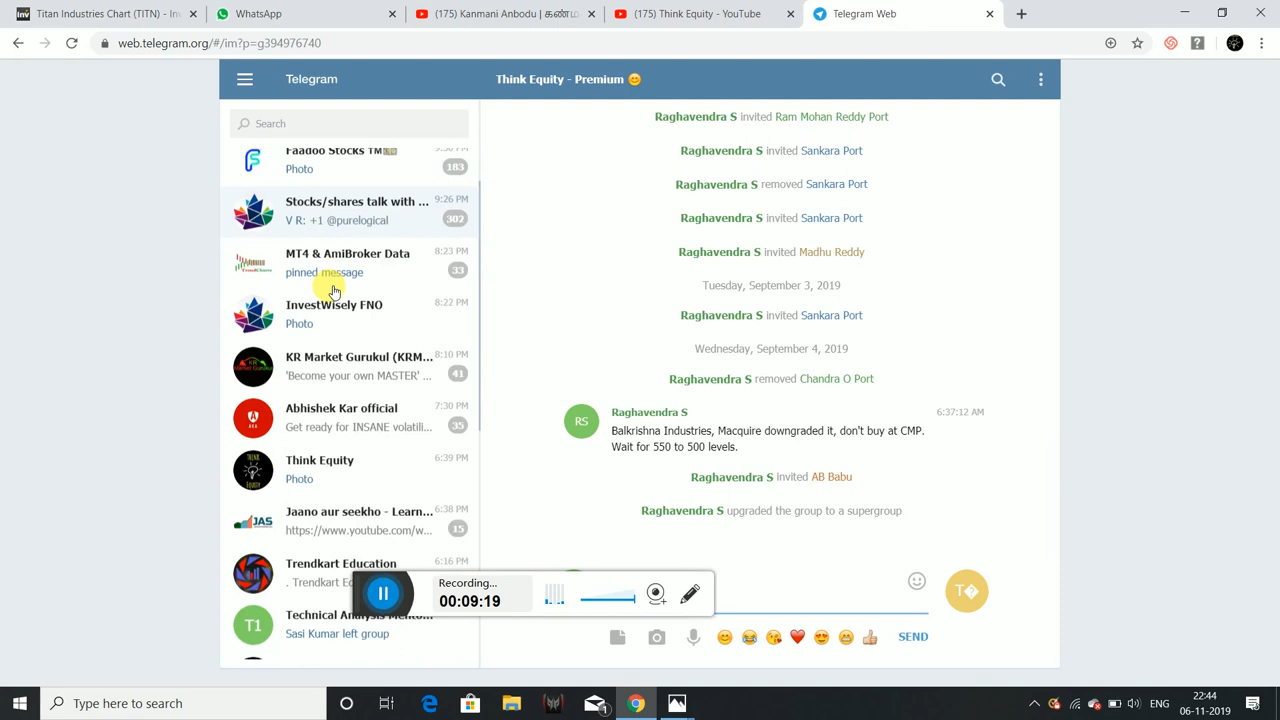 Titan Industries Chart (TITN) - Inv
WhatsApp
(175) Kanmani Anbodu | கண்ம
(175) Think Equity - YouTube
Telegram Web
web.telegram.org/#/im?p=g394976740
Telegram
Think Equity - Premium 😊
Search
Faadoo Stocks TM
Photo
183
Stocks/shares talk with ...
9:26 PM
V R: +1 @purelogical
302
MT4 & AmiBroker Data
8:23 PM
pinned message
33
InvestWisely FNO
8:22 PM
Photo
KR Market Gurukul (KRM...
8:10 PM
'Become your own MASTER' ...
41
Abhishek Kar official
7:30 PM
Get ready for INSANE volatili...
35
Think Equity
6:39 PM
Photo
Jaano aur seekho - Learn...
6:38 PM
https://www.youtube.com/w...
15
Trendkart Education
6:16 PM
. Trendkart E
Technical Analysis M
Sasi Kumar left group
Raghavendra S invited Ram Mohan Reddy Port
Raghavendra S invited Sankara Port
Raghavendra S removed Sankara Port
Raghavendra S invited Sankara Port
Raghavendra S invited Madhu Reddy
Tuesday, September 3, 2019
Raghavendra S invited Sankara Port
Wednesday, September 4, 2019
Raghavendra S removed Chandra O Port
RS
Raghavendra S
6:37:12 AM
Balkrishna Industries, Macquire downgraded it, don't buy at CMP.
Wait for 550 to 500 levels.
Raghavendra S invited AB Babu
Raghavendra S upgraded the group to a supergroup
T1
T�
Recording...
00:09:19
SEND
Type here to search
ENG
22:44
06-11-2019